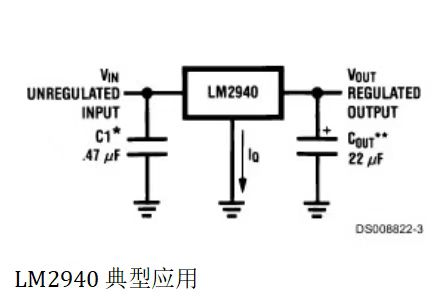 VIN
UNREGULATED
INPUT
C1*
.47 µF
LM2940
IQ
VOUT
REGULATED
OUTPUT
+
COUT**
22 µF
DS008822-3
LM2940 典型应用